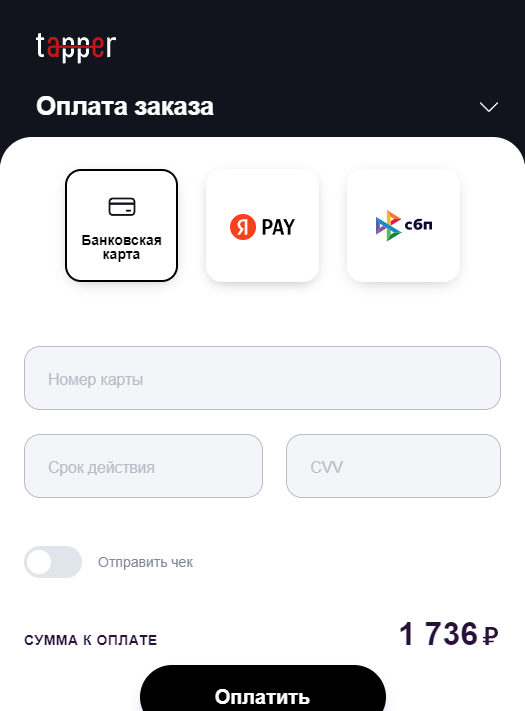 tapper
Оплата заказа
Банковская
карта
Я PAY
сбп
Номер карты
Срок действия
CVV
Отправить чек
СУММА К ОПЛАТЕ
1 736 ₽
Оплатить